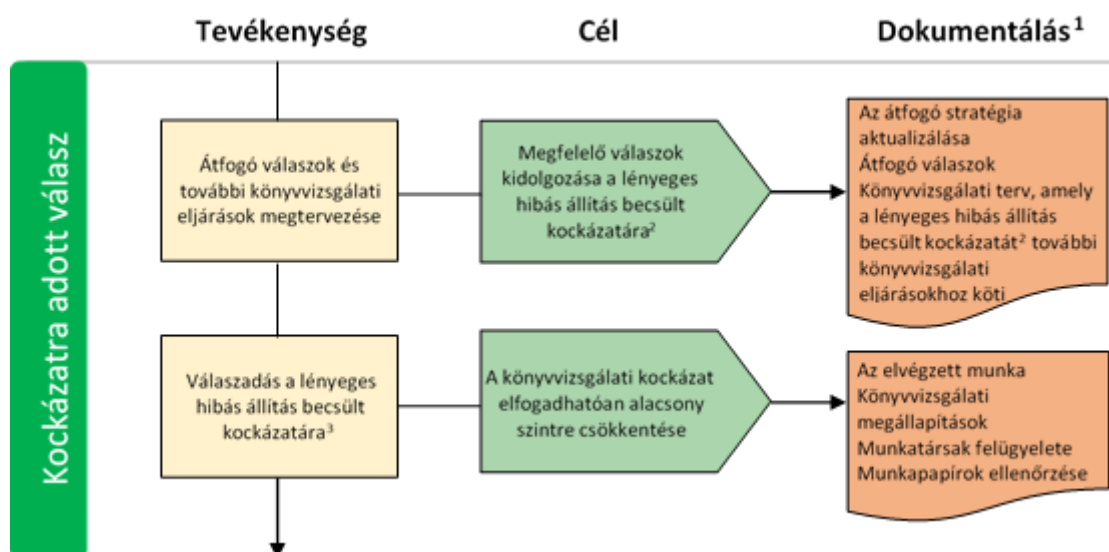 Tevékenység
Cél
Dokumentálás¹
Kockázatra adott válasz
Átfogó válaszok és
további könyvvizsgálati
eljárások megtervezése
Megfelelő válaszok
kidolgozása a lényeges
hibás állítás becsült
kockázatára²
Az átfogó stratégia
aktualizálása
Átfogó válaszok
Könyvvizsgálati terv, amely
a lényeges hibás állítás
becsült kockázatát² további
könyvvizsgálati
eljárásokhoz köti
Válaszadás a lényeges
hibás állítás becsült
kockázatára³
A könyvvizsgálati kockázat
elfogadhatóan alacsony
szintre csökkentése
Az elvégzett munka
Könyvvizsgálati
megállapítások
Munkatársak felügyelete
Munkapapírok ellenőrzése